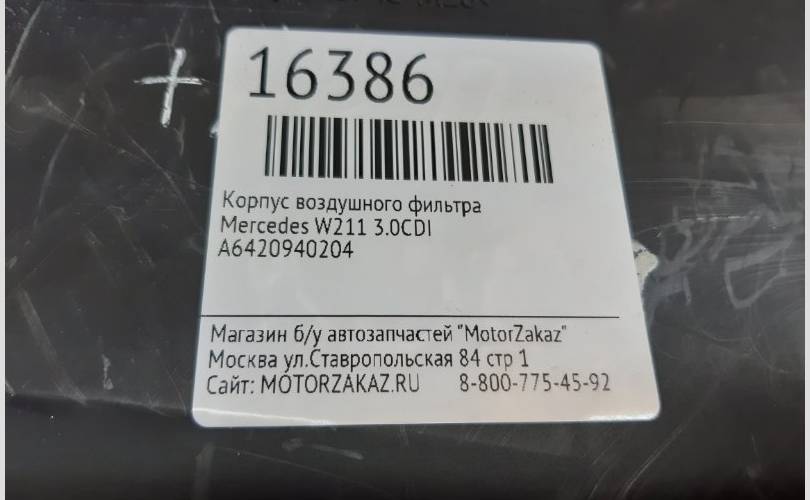 16386
Корпус воздушного фильтра
Mercedes W211 3.0CDI
A6420940204
Магазин б/у автозапчастей "MotorZakaz"
Москва ул.Ставропольская 84 стр 1
Сайт: MOTORZAKAZ.RU 8-800-775-45-92